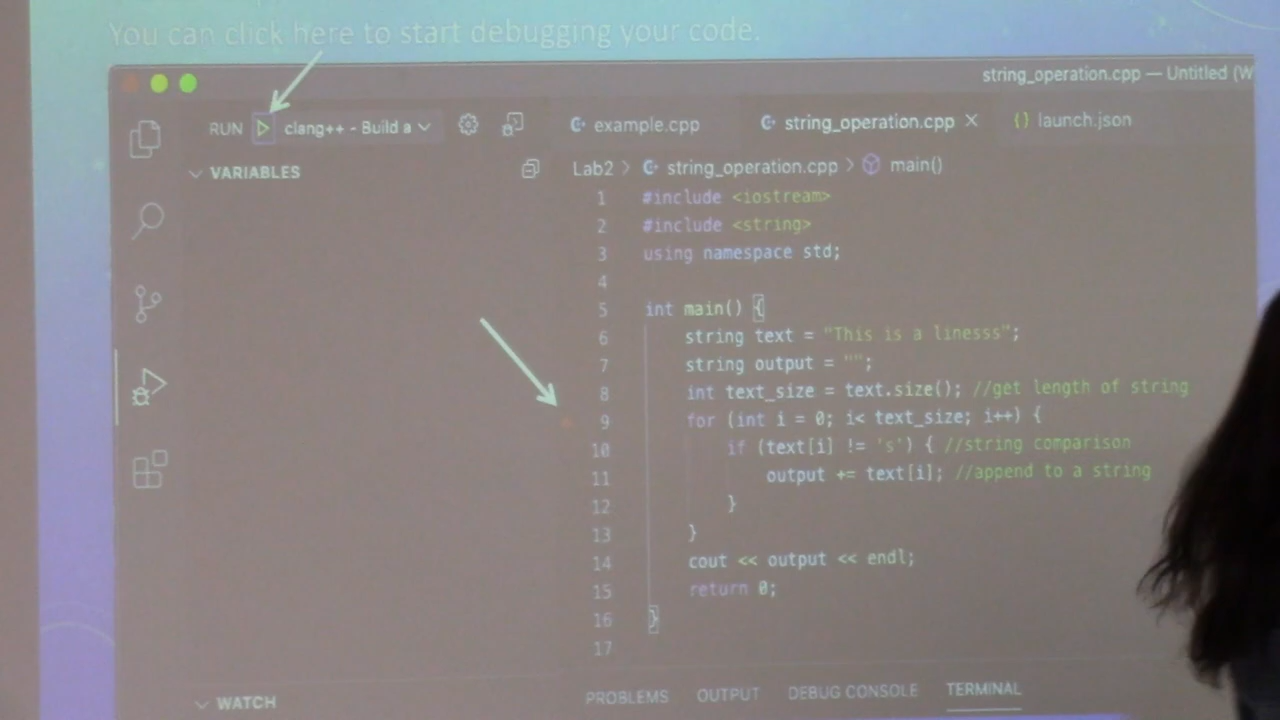 You can click here to start debugging your code.
string_operation.cpp — Untitled (W
RUN clang++ - Build a
example.cpp string_operation.cpp {} launch.json
VARIABLES
Lab2 > string_operation.cpp > main()
1 #include <iostream>
2 #include <string>
3 using namespace std;
4
5 int main() {
6 string text = "This is a linesss";
7 string output = "";
8 int text_size = text.size(); //get length of string
9 for (int i = 0; i< text_size; i++) {
10 if (text[i] != 's') { //string comparison
11 output += text[i]; //append to a string
12 }
13 }
14 cout << output << endl;
15 return 0;
16 }
17
WATCH
PROBLEMS OUTPUT DEBUG CONSOLE TERMINAL